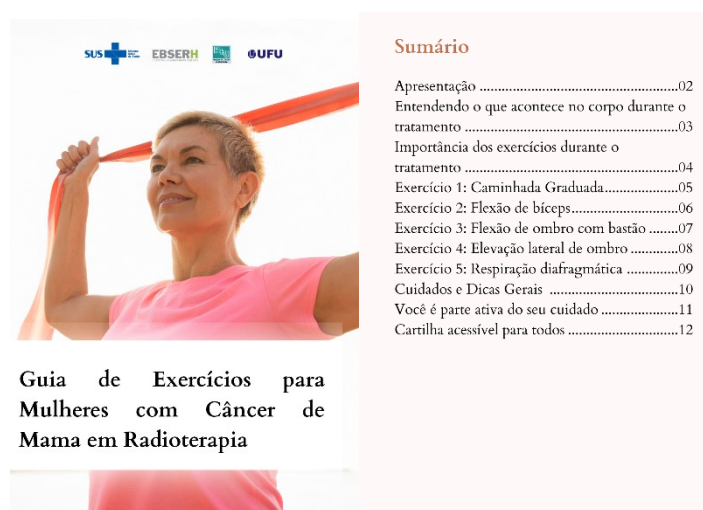 SUS
EBSERH
UFU
Guia de Exercícios para
Mulheres com Câncer de
Mama em Radioterapia
Sumário
Apresentação ......................................................02
Entendendo o que acontece no corpo durante o
tratamento ..........................................................03
Importância dos exercícios durante o
tratamento ..........................................................04
Exercício 1: Caminhada Graduada....................05
Exercício 2: Flexão de bíceps.............................06
Exercício 3: Flexão de ombro com bastão ........07
Exercício 4: Elevação lateral de ombro .............08
Exercício 5: Respiração diafragmática ..............09
Cuidados e Dicas Gerais ...................................10
Você é parte ativa do seu cuidado .....................11
Cartilha acessível para todos ..............................12